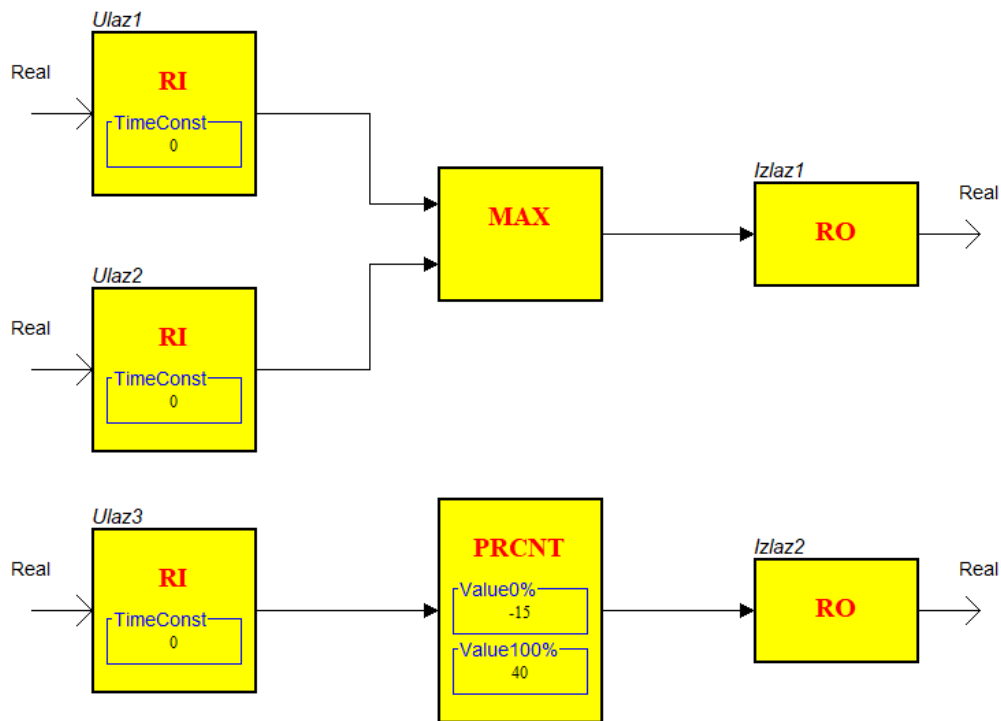 Ulaz1
Real
RI
TimeConst
0
MAX
Izlaz1
RO
Real
Ulaz2
Real
RI
TimeConst
0
Ulaz3
Real
RI
TimeConst
0
PRCNT
Value0%
-15
Value100%
40
Izlaz2
RO
Real